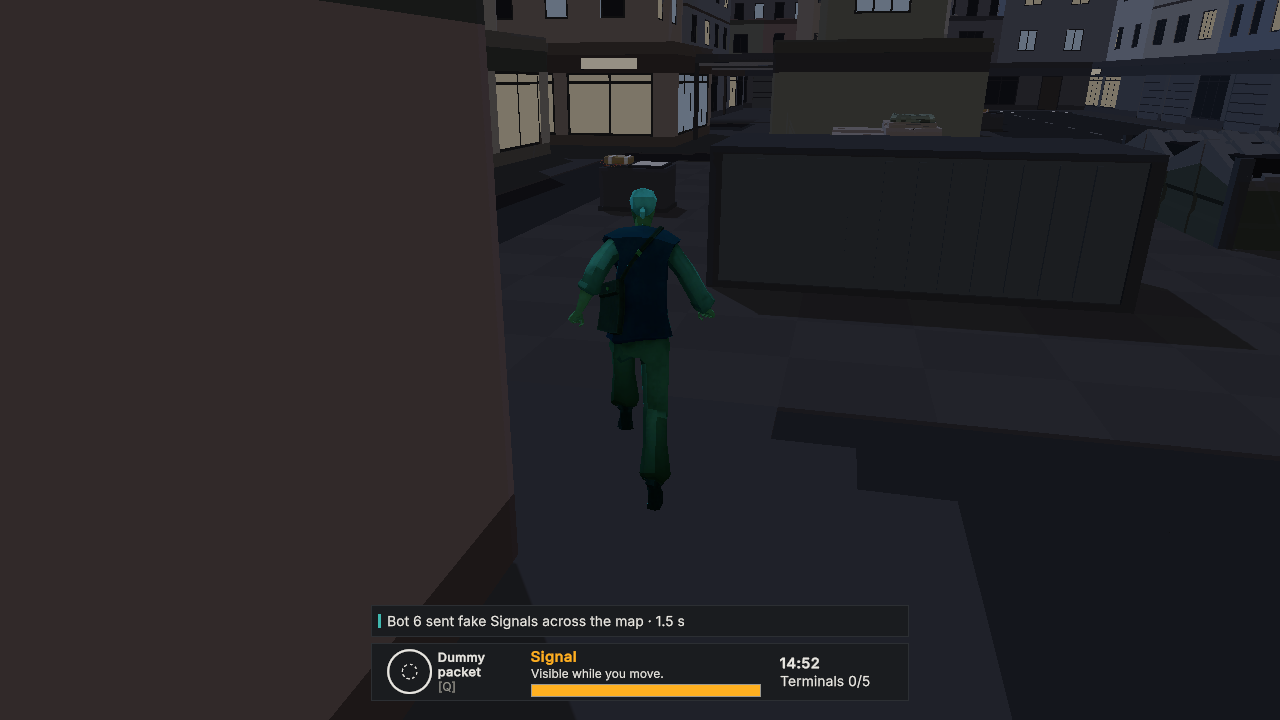 Bot 6 sent fake Signals across the map · 1.5 s
Dummy packet
[Q]
Signal
Visible while you move.
14:52
Terminals 0/5